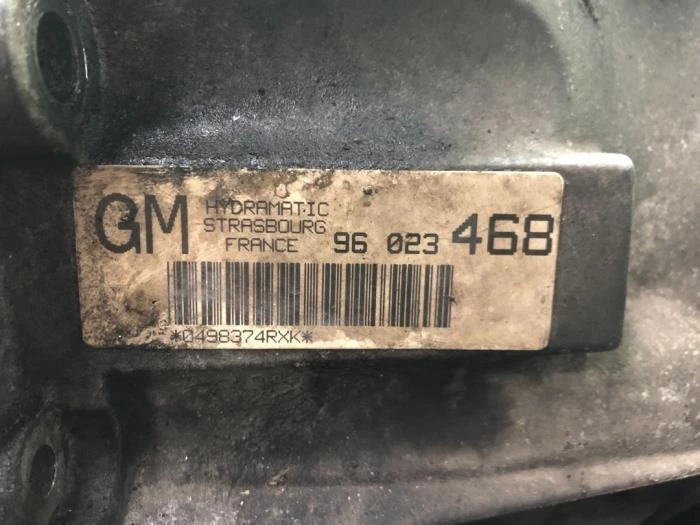 GM
HYDRAMATIC
STRASBOURG
FRANCE 96 023 468
*0498374RXK*